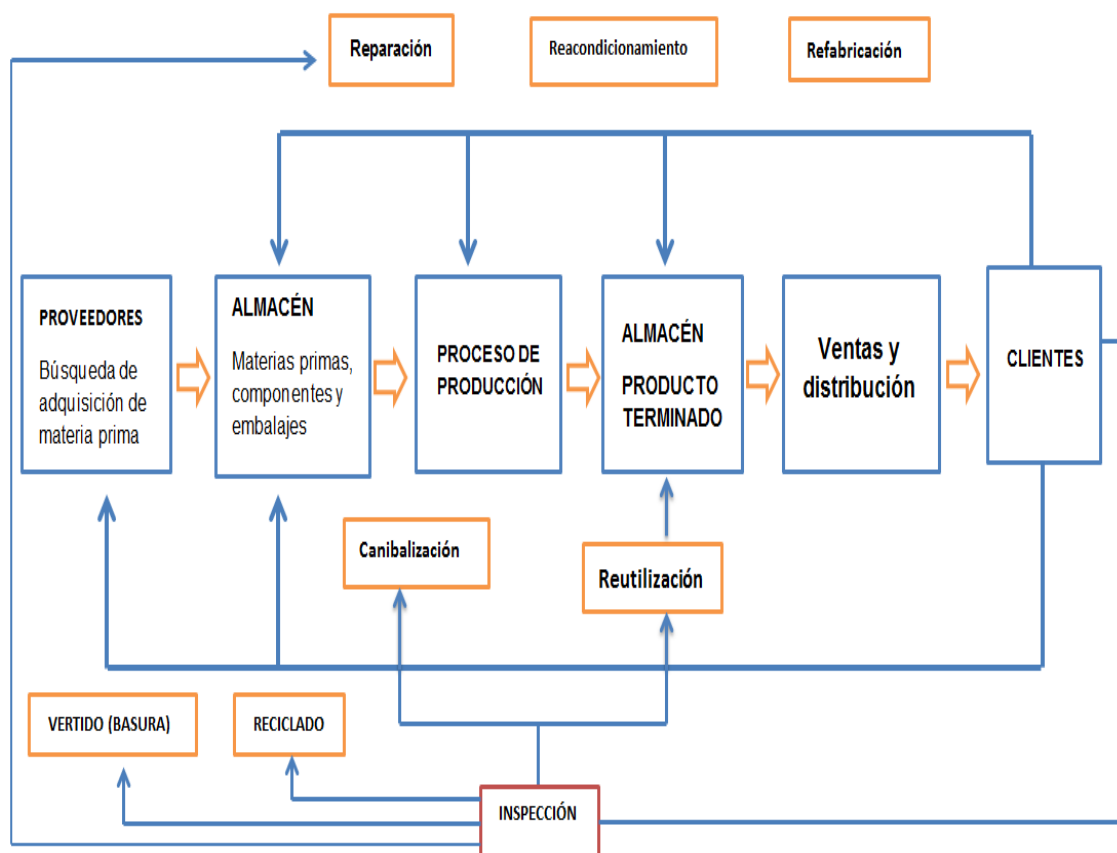 Reparación
Reacondicionamiento
Refabricación
PROVEEDORES
Búsqueda de
adquisición de
materia prima
ALMACÉN
Materias primas,
componentes y
embalajes
PROCESO DE
PRODUCCIÓN
ALMACÉN
PRODUCTO
TERMINADO
Ventas y
distribución
CLIENTES
Canibalización
Reutilización
VERTIDO (BASURA)
RECICLADO
INSPECCIÓN